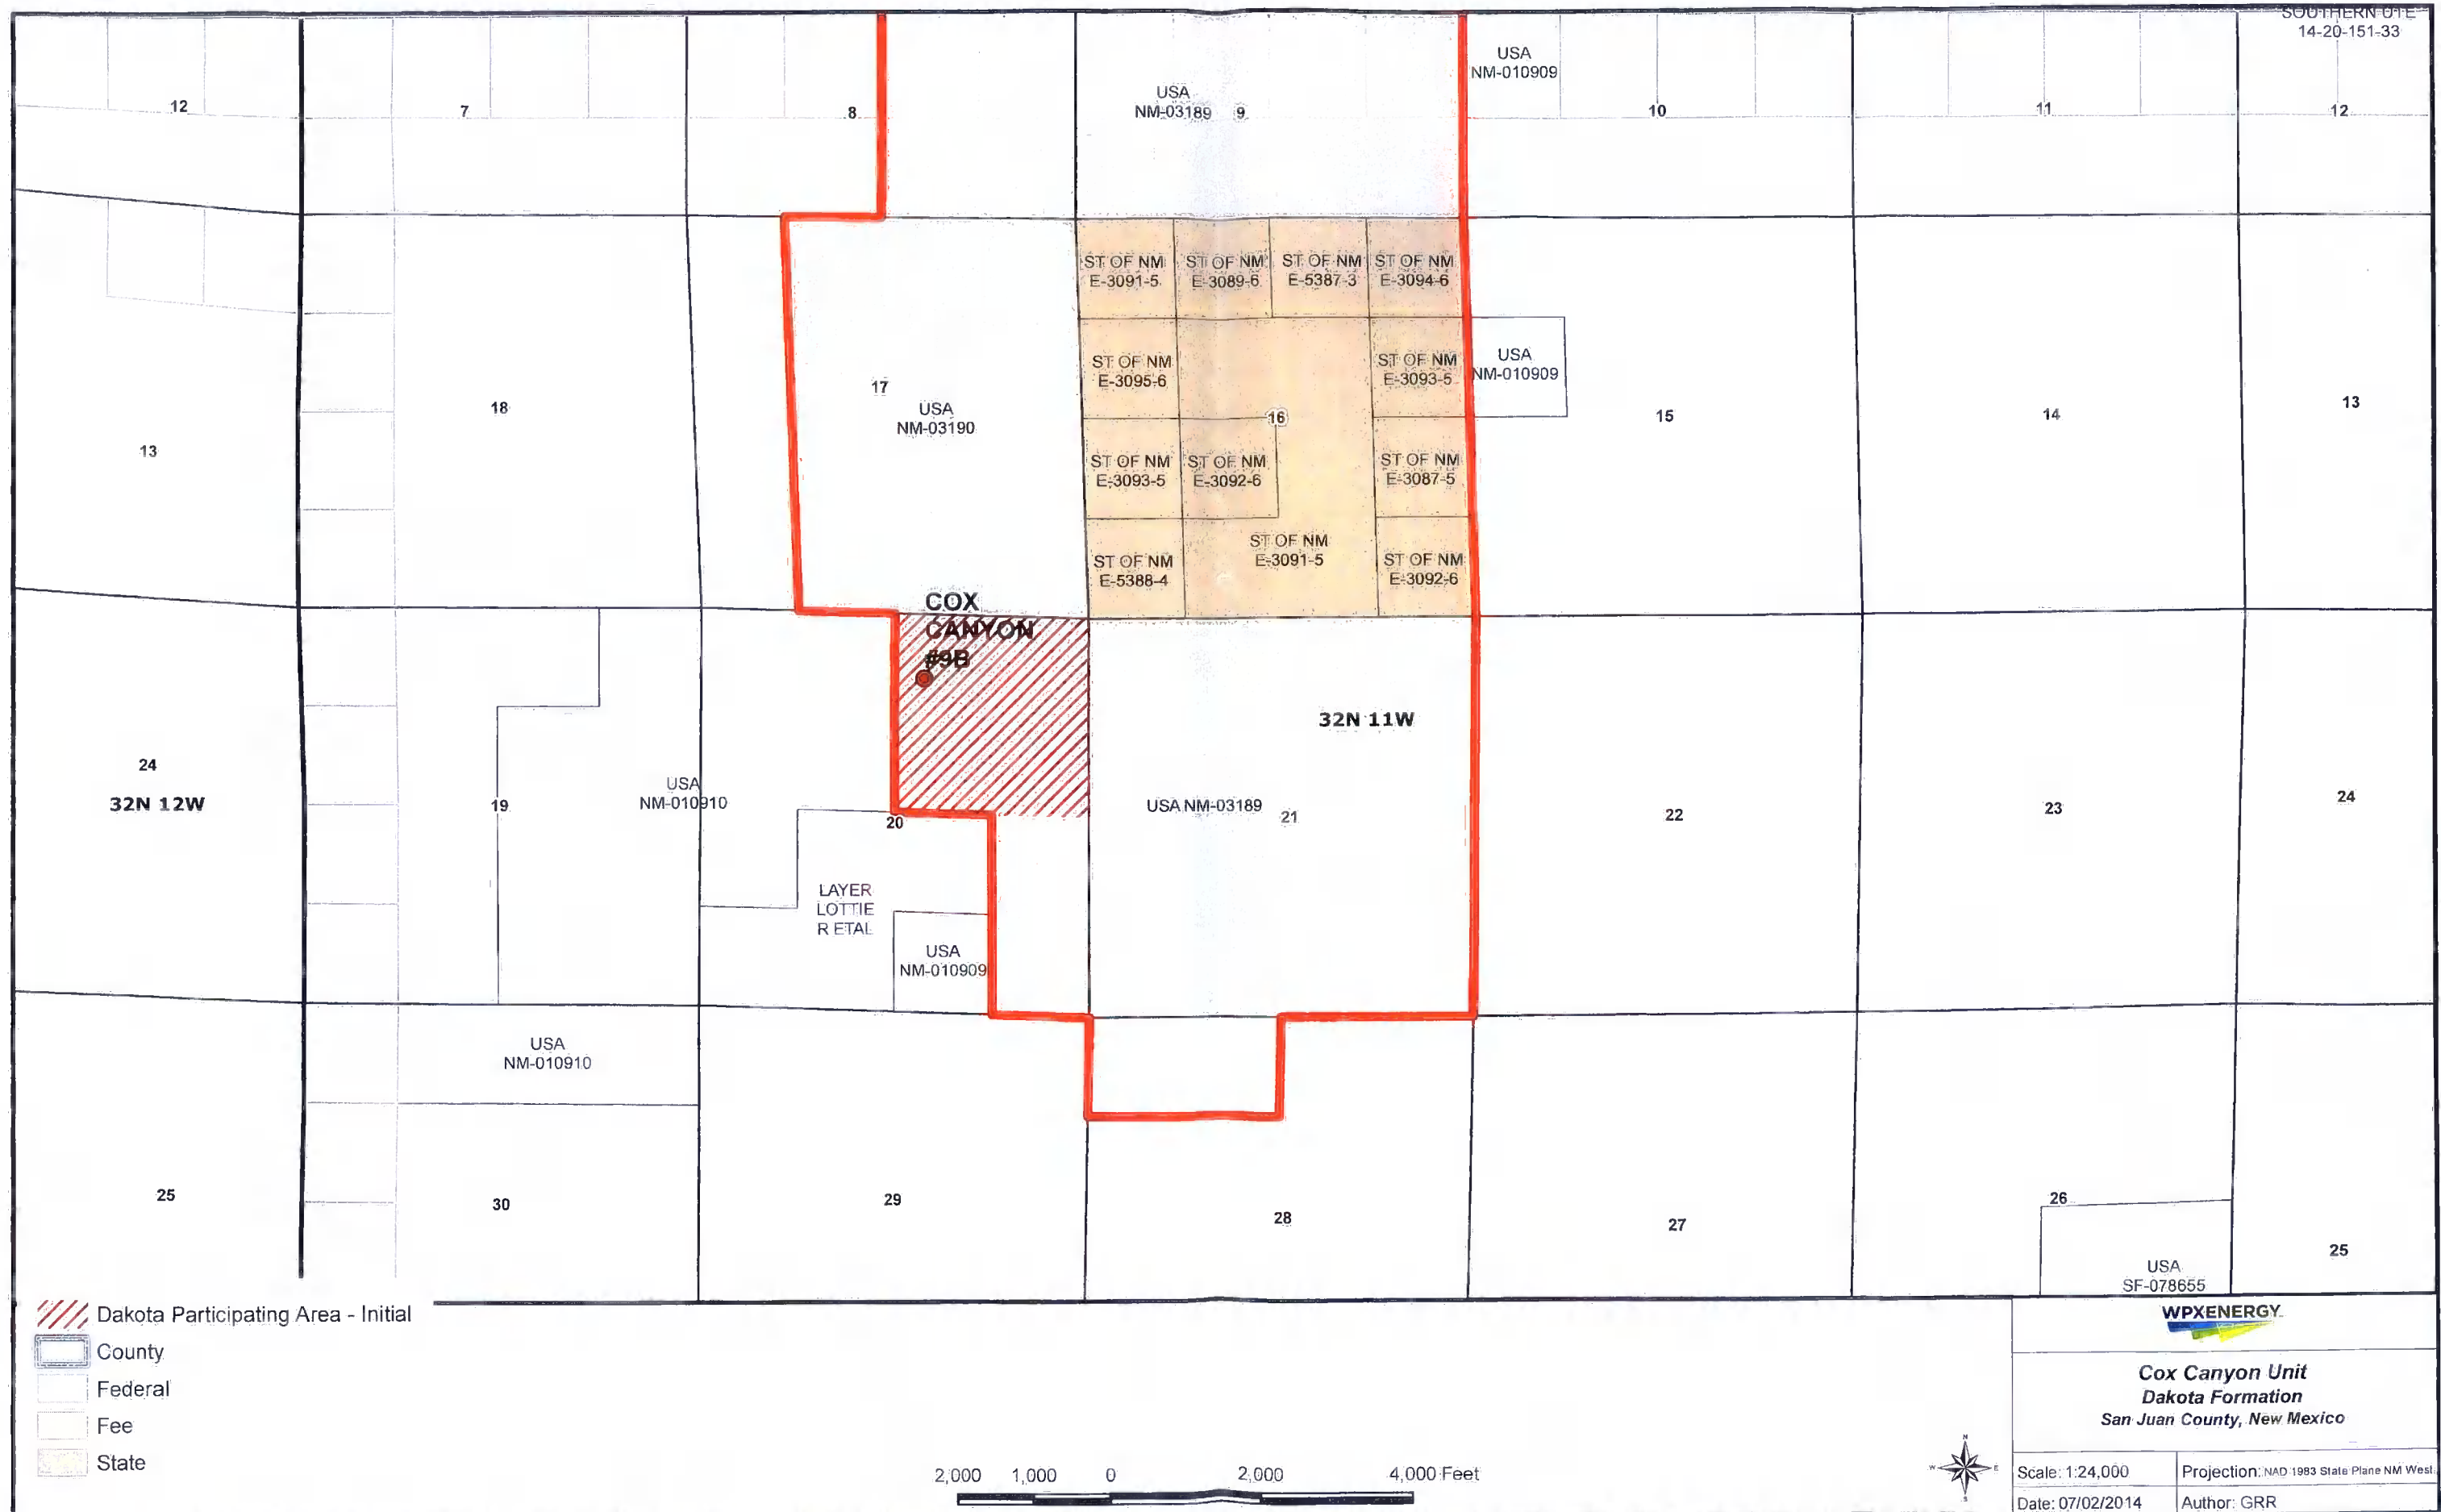 SOUTHERN UTE
14-20-151-33
USA
NM-010909
USA
NM-03189
12
7
8
9
10
11
12
ST OF NM
E-3091-5
ST OF NM
E-3089-6
ST OF NM
E-5387-3
ST OF NM
E-3094-6
ST OF NM
E-3095-6
ST OF NM
E-3093-5
USA
NM-010909
17
USA
NM-03190
18
16
15
14
13
13
ST OF NM
E-3093-5
ST OF NM
E-3092-6
ST OF NM
E-3087-5
ST OF NM
E-5388-4
ST OF NM
E-3091-5
ST OF NM
E-3092-6
COX
CANYON
#9B
32N 11W
24
32N 12W
19
USA
NM-010910
20
USA NM-03189
21
22
23
24
LAYER
LOTTIE
R ETAL
USA
NM-010909
USA
NM-010910
25
30
29
28
27
26
25
USA
SF-078655
Dakota Participating Area - Initial
County
Federal
Fee
State
2,000 1,000 0 2,000 4,000 Feet
N
W E
S
WPXENERGY
Cox Canyon Unit
Dakota Formation
San Juan County, New Mexico
Scale: 1:24,000
Projection: NAD 1983 State Plane NM West
Date: 07/02/2014
Author: GRR